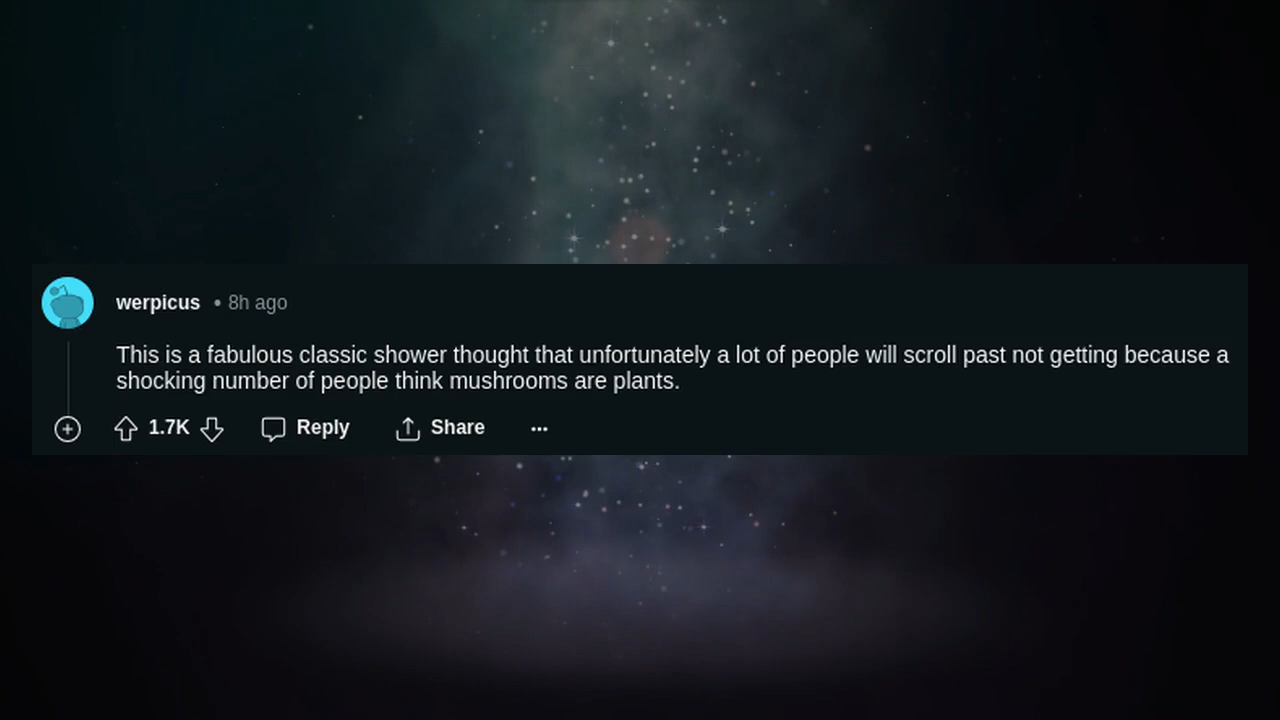 werpicus • 8h ago
This is a fabulous classic shower thought that unfortunately a lot of people will scroll past not getting because a
shocking number of people think mushrooms are plants.
1.7K Reply Share ...